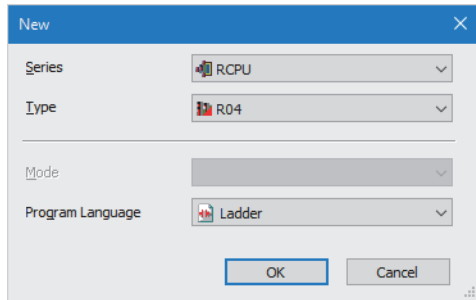 New
Series RCPU
Type R04
Mode
Program Language Ladder
OK Cancel